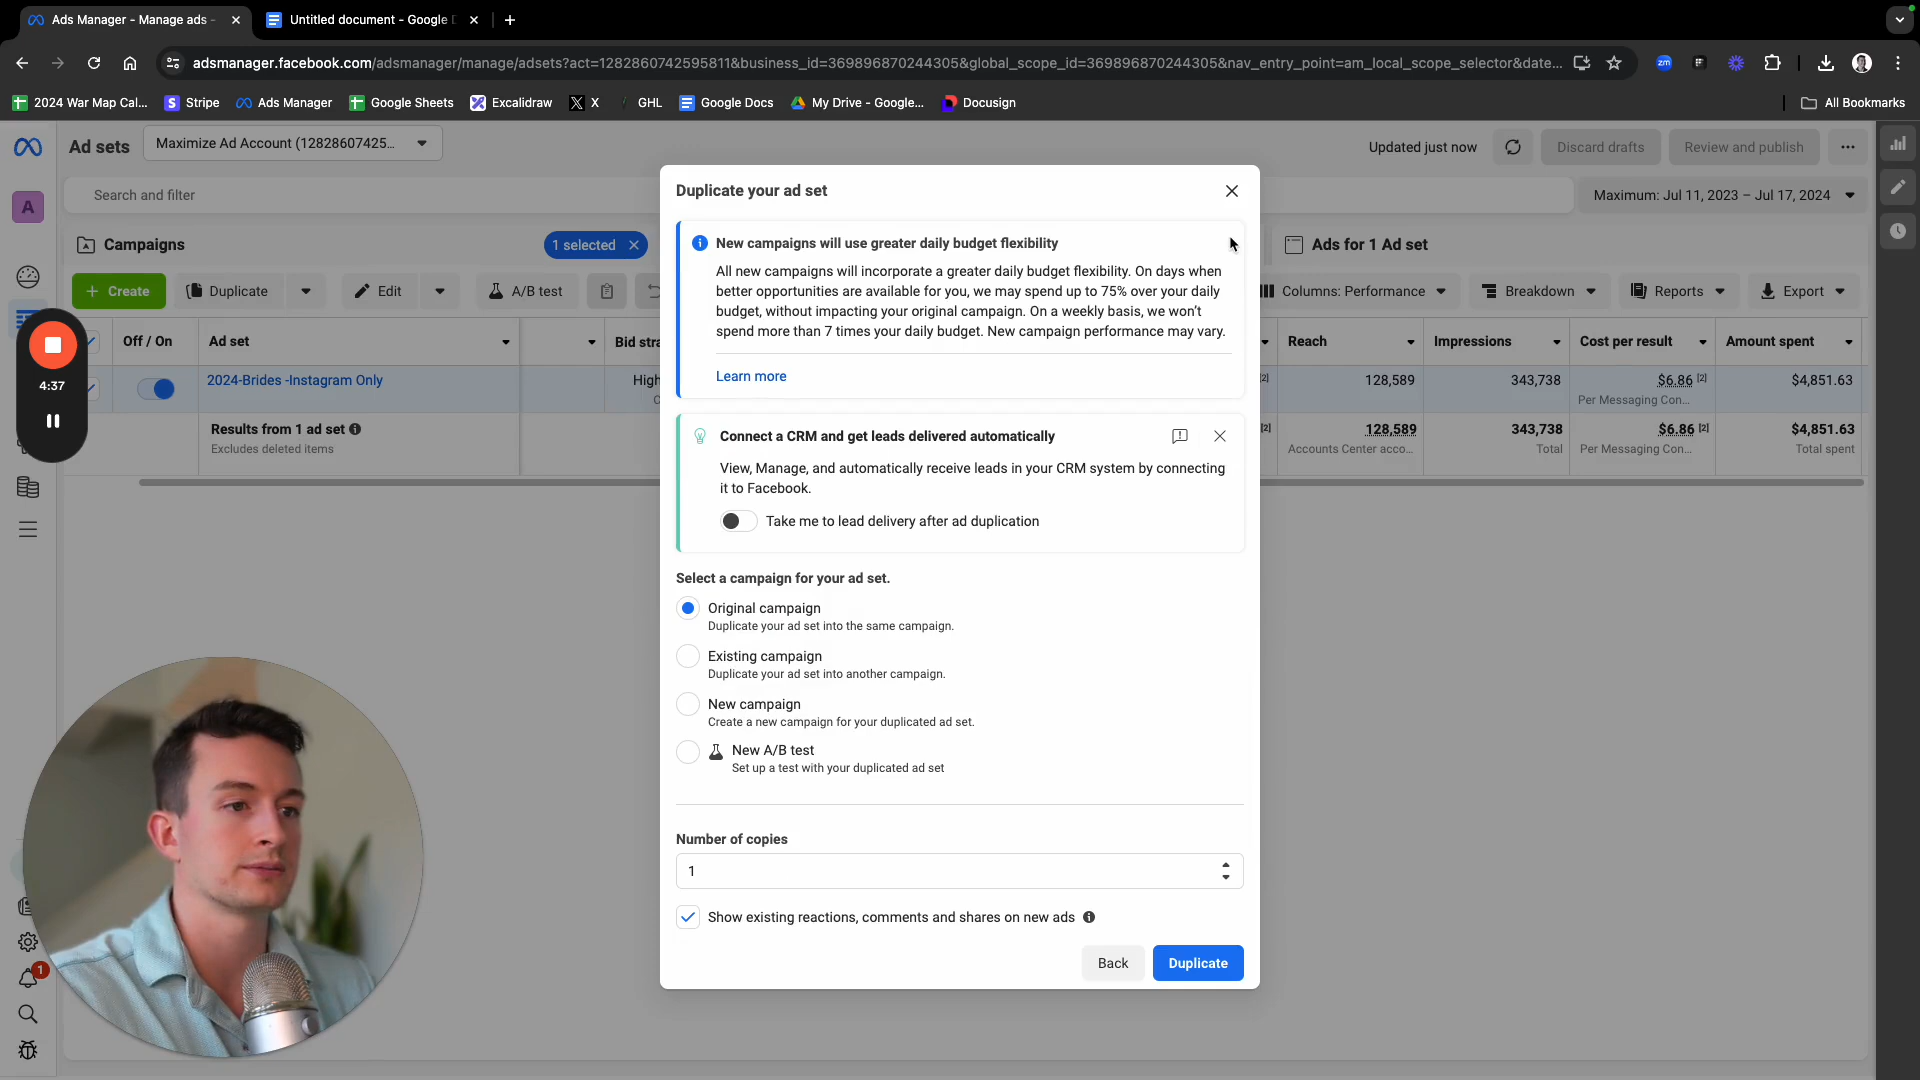 Ads Manager - Manage ads -
Untitled document - Google D
adsmanager.facebook.com/adsmanager/manage/adsets?act=1282860742595811&business_id=369896870244305&global_scope_id=369896870244305&nav_entry_point=am_local_scope_selector&date...
2024 War Map Cal...
Stripe
Ads Manager
Google Sheets
Excalidraw
X
GHL
Google Docs
My Drive - Google...
Docusign
All Bookmarks
Ad sets
Maximize Ad Account (12828607425...
Updated just now
Discard drafts
Review and publish
A
Search and filter
Maximum: Jul 11, 2023 – Jul 17, 2024
Campaigns
1 selected
Ads for 1 Ad set
+ Create
Duplicate
Edit
A/B test
Columns: Performance
Breakdown
Reports
Export
Off / On
Ad set
Bid stra
Reach
Impressions
Cost per result
Amount spent
2024-Brides -Instagram Only
High
[2]
128,589
343,738
$6.86 [2]
Per Messaging Con...
$4,851.63
Results from 1 ad set
Excludes deleted items
[2]
128,589
Accounts Center acco...
343,738
Total
$6.86 [2]
Per Messaging Con...
$4,851.63
Total spent
4:37
1
Duplicate your ad set
New campaigns will use greater daily budget flexibility
All new campaigns will incorporate a greater daily budget flexibility. On days when
better opportunities are available for you, we may spend up to 75% over your daily
budget, without impacting your original campaign. On a weekly basis, we won't
spend more than 7 times your daily budget. New campaign performance may vary.
Learn more
Connect a CRM and get leads delivered automatically
View, Manage, and automatically receive leads in your CRM system by connecting
it to Facebook.
Take me to lead delivery after ad duplication
Select a campaign for your ad set.
Original campaign
Duplicate your ad set into the same campaign.
Existing campaign
Duplicate your ad set into another campaign.
New campaign
Create a new campaign for your duplicated ad set.
New A/B test
Set up a test with your duplicated ad set
Number of copies
1
Show existing reactions, comments and shares on new ads
Back
Duplicate